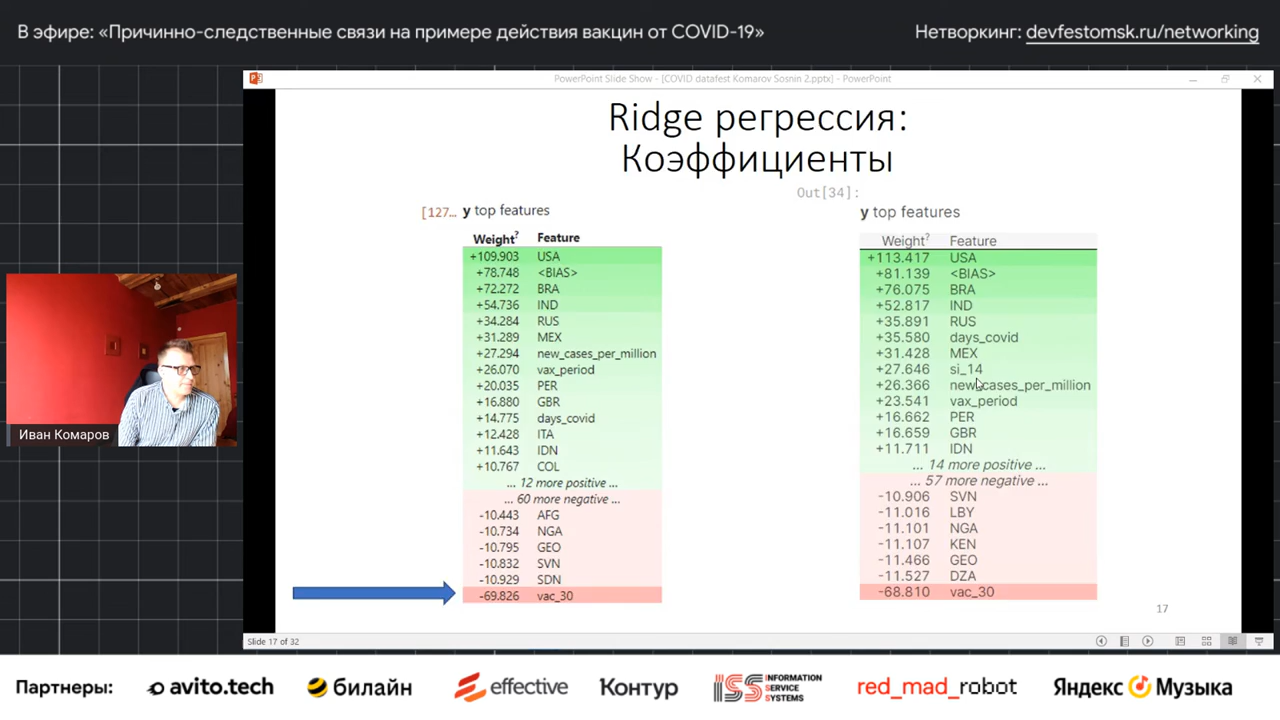 В эфире: «Причинно-следственные связи на примере действия вакцин от COVID-19»
Нетворкинг: devfestomsk.ru/networking
PowerPoint Slide Show - [COVID datafest Komarov Sosnin 2.pptx] - PowerPoint
Ridge регрессия:
Коэффициенты
[127... y top features
Weight? Feature
+109.903 USA
+78.748 <BIAS>
+72.272 BRA
+54.736 IND
+34.284 RUS
+31.289 MEX
+27.294 new_cases_per_million
+26.070 vax_period
+20.035 PER
+16.880 GBR
+14.775 days_covid
+12.428 ITA
+11.643 IDN
+10.767 COL
... 12 more positive ...
... 60 more negative ...
-10.443 AFG
-10.734 NGA
-10.795 GEO
-10.832 SVN
-10.929 SDN
-69.826 vac_30
Out[34]:
y top features
Weight? Feature
+113.417 USA
+81.139 <BIAS>
+76.075 BRA
+52.817 IND
+35.891 RUS
+35.580 days_covid
+31.428 MEX
+27.646 si_14
+26.366 new_cases_per_million
+23.541 vax_period
+16.662 PER
+16.659 GBR
+11.711 IDN
... 14 more positive ...
... 57 more negative ...
-10.906 SVN
-11.016 LBY
-11.101 NGA
-11.107 KEN
-11.466 GEO
-11.527 DZA
-68.810 vac_30
17
Иван Комаров
Slide 17 of 32
Партнеры: avito.tech билайн effective Контур ISS INFORMATION SERVICE SYSTEMS red_mad_robot Яндекс Музыка